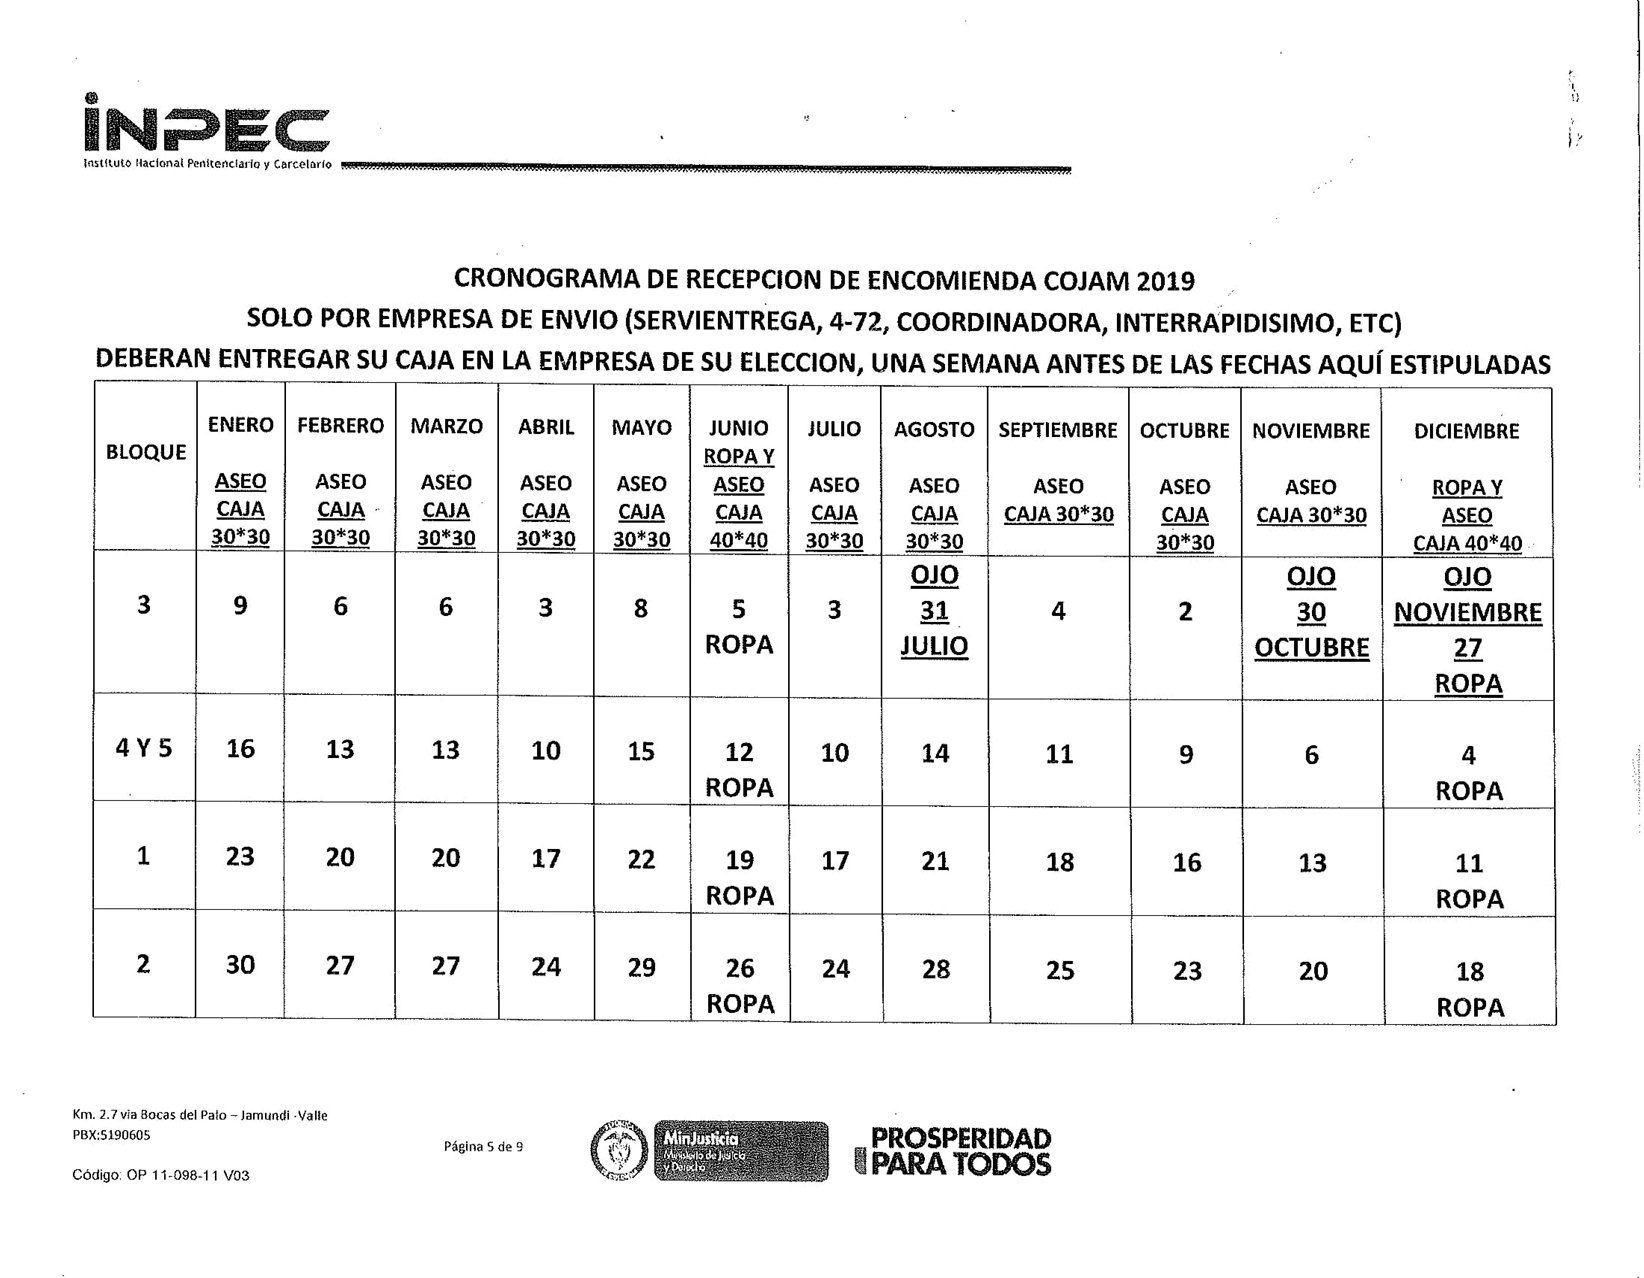 iNPEC
Instituto Nacional Penitenciario y Carcelario
CRONOGRAMA DE RECEPCION DE ENCOMIENDA COJAM 2019
SOLO POR EMPRESA DE ENVIO (SERVIENTREGA, 4-72, COORDINADORA, INTERRAPIDISIMO, ETC)
DEBERAN ENTREGAR SU CAJA EN LA EMPRESA DE SU ELECCION, UNA SEMANA ANTES DE LAS FECHAS AQUÍ ESTIPULADAS
BLOQUE
ENERO
ASEO
CAJA
30*30
FEBRERO
ASEO
CAJA
30*30
MARZO
ASEO
CAJA
30*30
ABRIL
ASEO
CAJA
30*30
MAYO
ASEO
CAJA
30*30
JUNIO
ROPA Y
ASEO
CAJA
40*40
JULIO
ASEO
CAJA
30*30
AGOSTO
ASEO
CAJA
30*30
SEPTIEMBRE
ASEO
CAJA 30*30
OCTUBRE
ASEO
CAJA
30*30
NOVIEMBRE
ASEO
CAJA 30*30
DICIEMBRE
ROPA Y
ASEO
CAJA 40*40
3
9
6
6
3
8
5
ROPA
3
OJO
31
JULIO
4
2
OJO
30
OCTUBRE
OJO
NOVIEMBRE
27
ROPA
4 Y 5
16
13
13
10
15
12
ROPA
10
14
11
9
6
4
ROPA
1
23
20
20
17
22
19
ROPA
17
21
18
16
13
11
ROPA
2
30
27
27
24
29
26
ROPA
24
28
25
23
20
18
ROPA
Km. 2.7 via Bocas del Palo – Jamundi -Valle
PBX:5190605
Código: OP 11-098-11 V03
Página 5 de 9
MinJusticia
Ministerio de Justicia
y Derecho
PROSPERIDAD
PARA TODOS